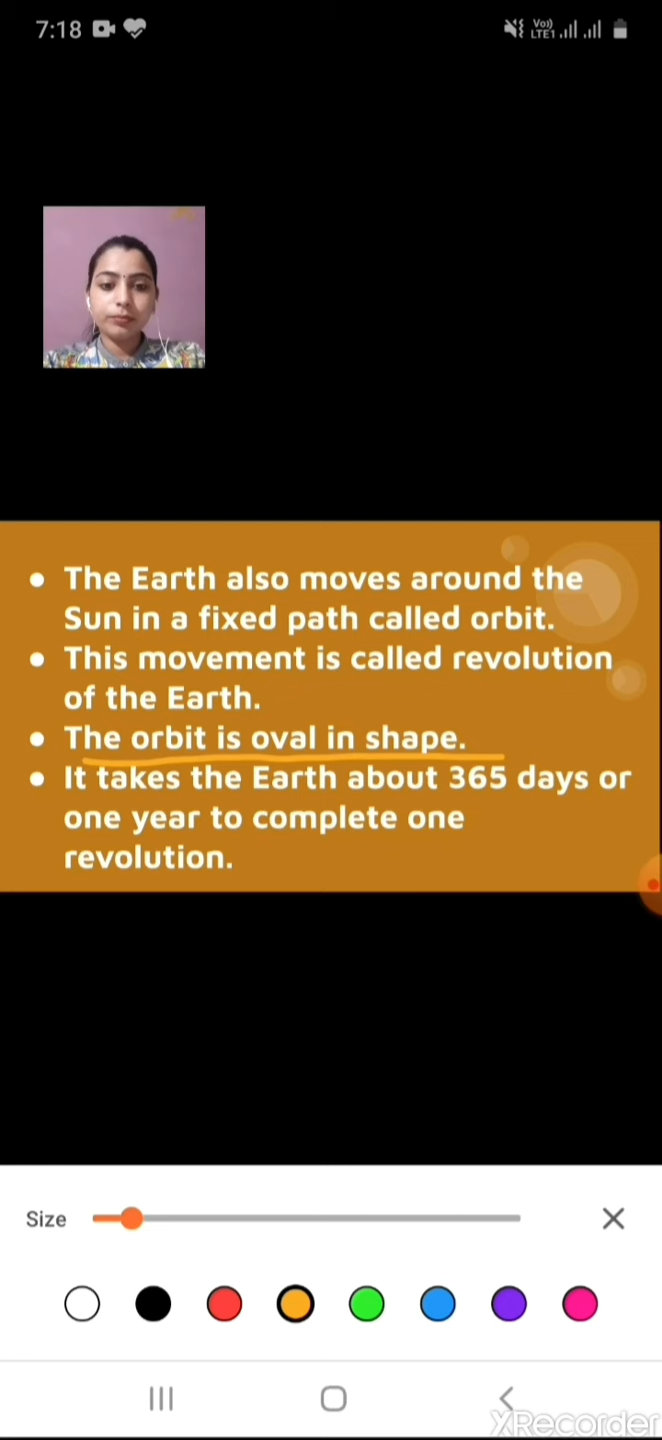 7:18
Vo))
LTE1
● The Earth also moves around the
Sun in a fixed path called orbit.
● This movement is called revolution
of the Earth.
● The orbit is oval in shape.
● It takes the Earth about 365 days or
one year to complete one
revolution.
Size
XRecorder